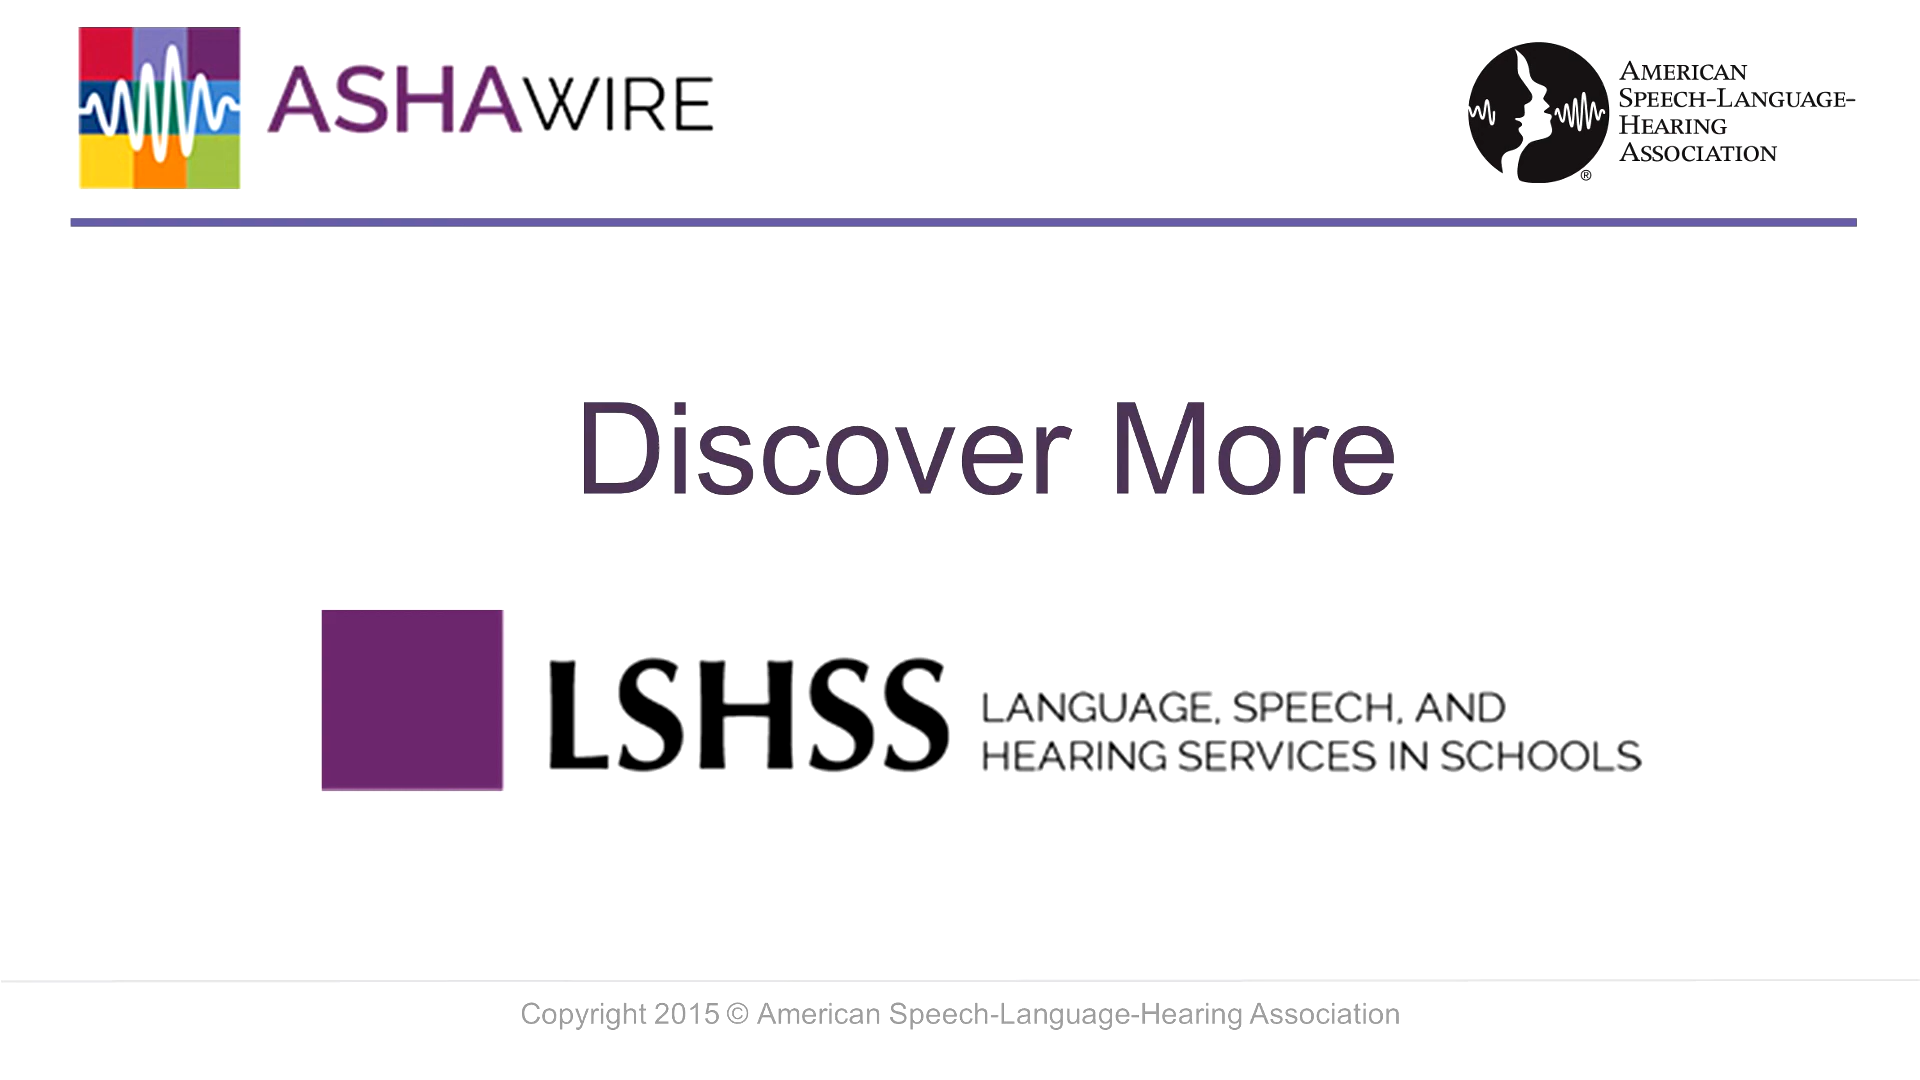 ASHAWIRE
AMERICAN
SPEECH-LANGUAGE-
HEARING
ASSOCIATION
®
Discover More
LSHSS
LANGUAGE, SPEECH, AND
HEARING SERVICES IN SCHOOLS
Copyright 2015 © American Speech-Language-Hearing Association